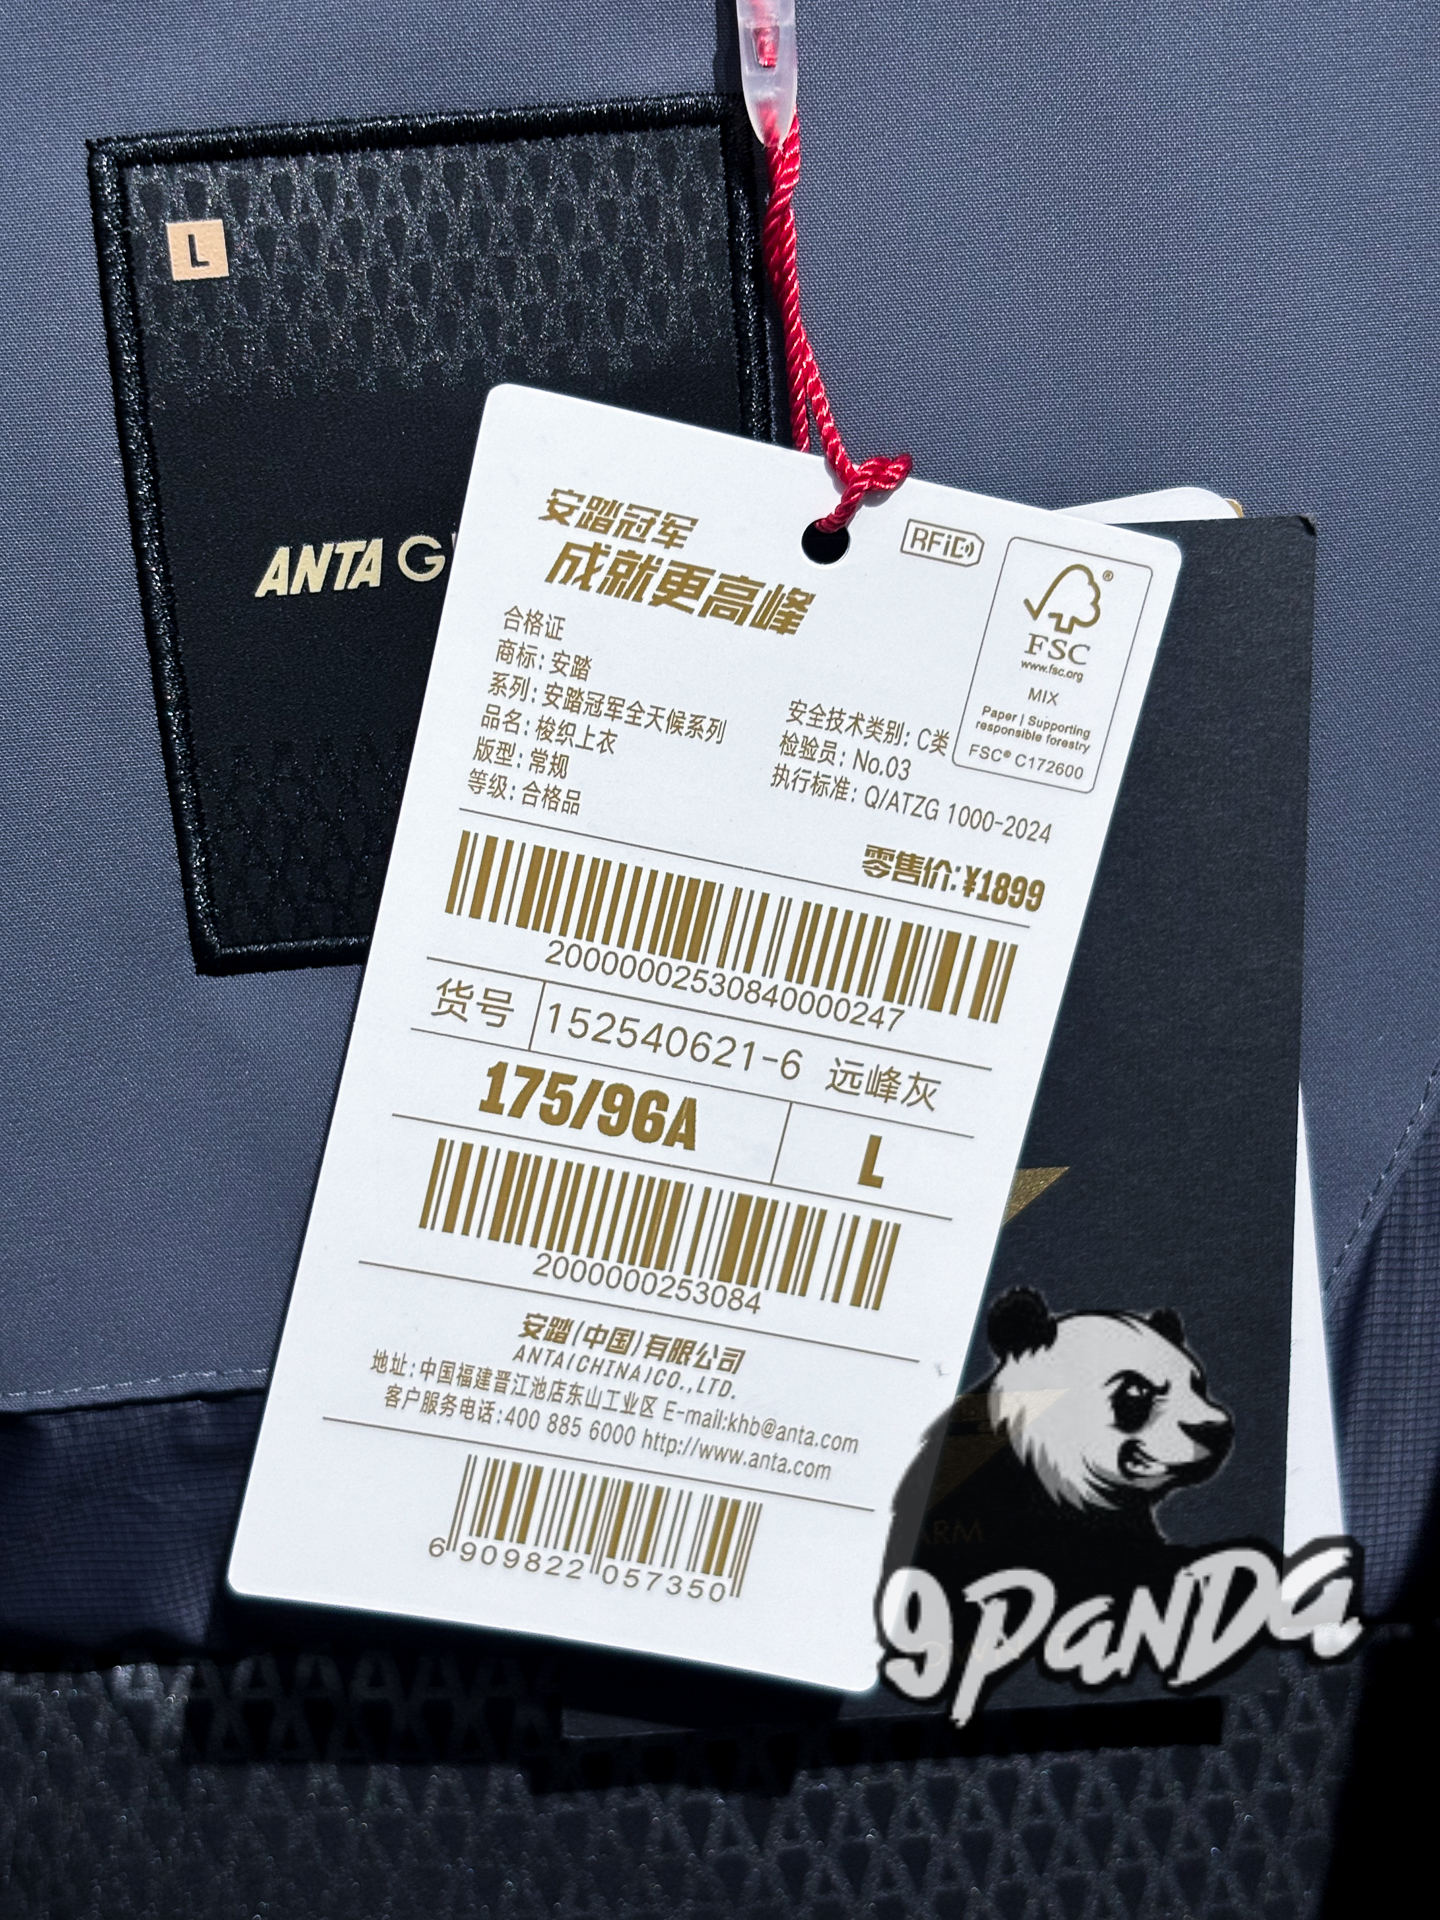 L
ANTA
安踏冠军
成就更高峰
RFiD
FSC®
www.fsc.org
MIX
Paper | Supporting
responsible forestry
FSC® C172600
合格证
商标: 安踏
系列: 安踏冠军全天候系列
品名: 梭织上衣
版型: 常规
等级: 合格品
安全技术类别: C类
检验员: No.03
执行标准: Q/ATZG 1000-2024
零售价: ¥1899
20000002530840000247
货号 152540621-6 远峰灰
175/96A L
2000000253084
安踏(中国)有限公司
ANTA(CHINA)CO.,LTD.
地址: 中国福建晋江池店东山工业区 E-mail:khb@anta.com
客户服务电话:400 885 6000 http://www.anta.com
6 909822 057350
9PANDA